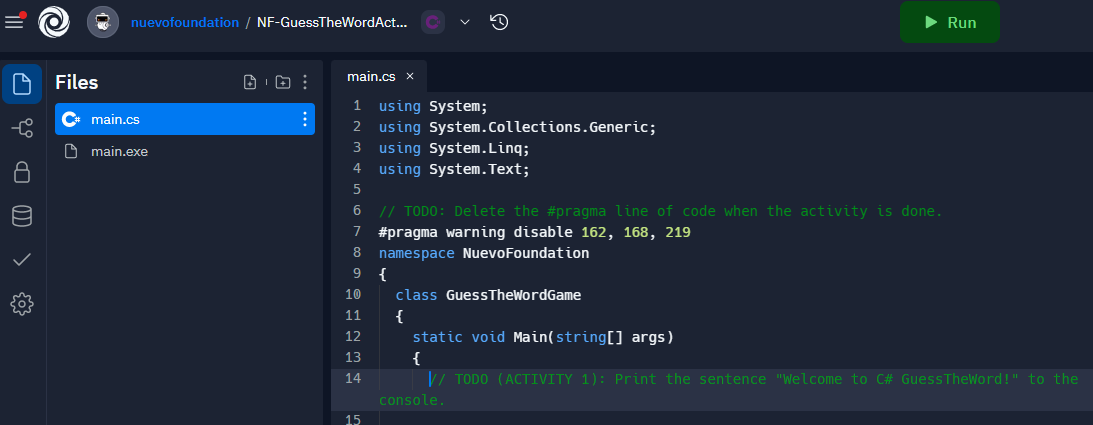 nuevofoundation / NF-GuessTheWordAct... C#
Run
Files
main.cs
main.exe
main.cs ×
1 using System;
2 using System.Collections.Generic;
3 using System.Linq;
4 using System.Text;
5
6 // TODO: Delete the #pragma line of code when the activity is done.
7 #pragma warning disable 162, 168, 219
8 namespace NuevoFoundation
9 {
10 class GuessTheWordGame
11 {
12 static void Main(string[] args)
13 {
14 // TODO (ACTIVITY 1): Print the sentence "Welcome to C# GuessTheWord!" to the
console.
15